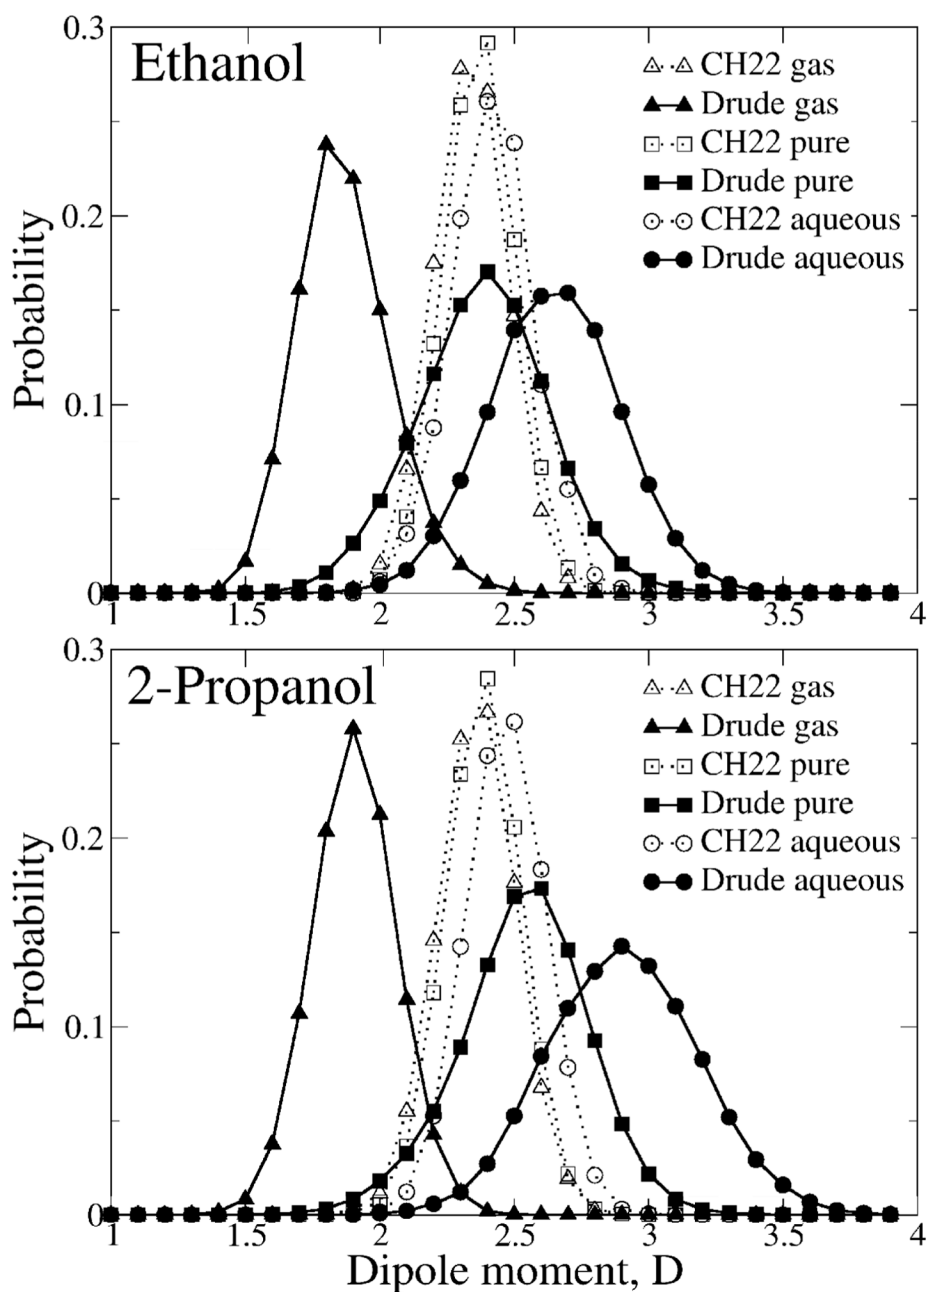 0.3
Ethanol
CH22 gas
Drude gas
CH22 pure
Drude pure
CH22 aqueous
Drude aqueous
0.2
0.1
0
Probability
1 1.5 2 2.5 3 3.5 4
0.3
2-Propanol
CH22 gas
Drude gas
CH22 pure
Drude pure
CH22 aqueous
Drude aqueous
0.2
0.1
0
Probability
1 1.5 2 2.5 3 3.5 4
Dipole moment, D